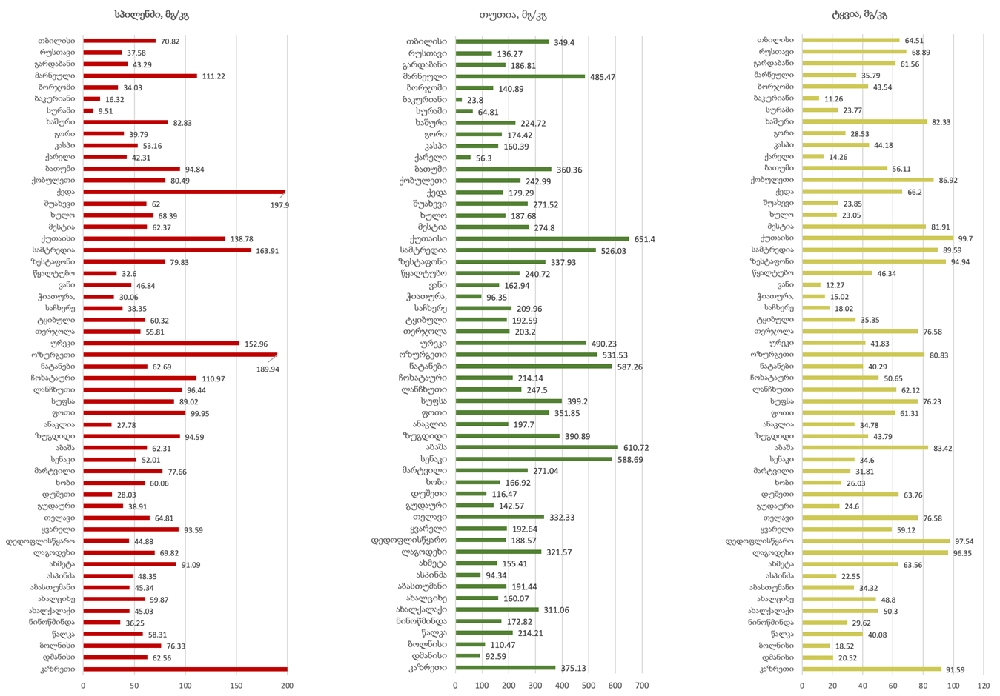 სპილენძი, მგ/კგ
თბილისი 70.82
რუსთავი 37.58
გარდაბანი 43.29
მარნეული 111.22
ბორჯომი 34.03
ბაკურიანი 16.32
სურამი 9.51
ხაშური 82.83
გორი 39.79
კასპი 53.16
ქარელი 42.31
ბათუმი 94.84
ქობულეთი 80.49
ქედა 197.9
შუახევი 62
ხულო 68.39
მესტია 62.37
ქუთაისი 138.78
სამტრედია 163.91
ზესტაფონი 79.83
წყალტუბო 32.6
ვანი 46.84
ჭიათურა, 30.06
საჩხერე 38.35
ტყიბული 60.32
თერჯოლა 55.81
ურეკი 152.96
ოზურგეთი 189.94
ნატანები 62.69
ჩოხატაური 110.97
ლანჩხუთი 96.44
სუფსა 89.02
ფოთი 99.95
ანაკლია 27.78
ზუგდიდი 94.59
აბაშა 62.31
სენაკი 52.01
მარტვილი 77.66
ხობი 60.06
დუშეთი 28.03
გუდაური 38.91
თელავი 64.81
ყვარელი 93.59
დედოფლისწყარო 44.88
ლაგოდეხი 69.82
ახმეტა 91.09
ასპინძა 48.35
აბასთუმანი 45.34
ახალციხე 59.87
ახალქალაქი 45.03
ნინოწმინდა 36.25
წალკა 58.31
ბოლნისი 76.33
დმანისი 62.56
კაზრეთი
0 50 100 150 200
თუთია, მგ/კგ
თბილისი 349.4
რუსთავი 136.27
გარდაბანი 186.81
მარნეული 485.47
ბორჯომი 140.89
ბაკურიანი 23.8
სურამი 64.81
ხაშური 224.72
გორი 174.42
კასპი 160.39
ქარელი 56.3
ბათუმი 360.36
ქობულეთი 242.99
ქედა 179.29
შუახევი 271.52
ხულო 187.68
მესტია 274.8
ქუთაისი 651.4
სამტრედია 526.03
ზესტაფონი 337.93
წყალტუბო 240.72
ვანი 162.94
ჭიათურა, 96.35
საჩხერე 209.96
ტყიბული 192.59
თერჯოლა 203.2
ურეკი 490.23
ოზურგეთი 531.53
ნატანები 587.26
ჩოხატაური 214.14
ლანჩხუთი 247.5
სუფსა 399.2
ფოთი 351.85
ანაკლია 197.7
ზუგდიდი 390.89
აბაშა 610.72
სენაკი 588.69
მარტვილი 271.04
ხობი 166.92
დუშეთი 116.47
გუდაური 142.57
თელავი 332.33
ყვარელი 192.64
დედოფლისწყარო 188.57
ლაგოდეხი 321.57
ახმეტა 155.41
ასპინძა 94.34
აბასთუმანი 191.44
ახალციხე 160.07
ახალქალაქი 311.06
ნინოწმინდა 172.82
წალკა 214.21
ბოლნისი 110.47
დმანისი 92.59
კაზრეთი 375.13
0 100 200 300 400 500 600 700
ტყვია, მგ/კგ
თბილისი 64.51
რუსთავი 68.89
გარდაბანი 61.56
მარნეული 35.79
ბორჯომი 43.54
ბაკურიანი 11.26
სურამი 23.77
ხაშური 82.33
გორი 28.53
კასპი 44.18
ქარელი 14.26
ბათუმი 56.11
ქობულეთი 86.92
ქედა 66.2
შუახევი 23.85
ხულო 23.05
მესტია 81.91
ქუთაისი 99.7
სამტრედია 89.59
ზესტაფონი 94.94
წყალტუბო 46.34
ვანი 12.27
ჭიათურა, 15.02
საჩხერე 18.02
ტყიბული 35.35
თერჯოლა 76.58
ურეკი 41.83
ოზურგეთი 80.83
ნატანები 40.29
ჩოხატაური 50.65
ლანჩხუთი 62.12
სუფსა 76.23
ფოთი 61.31
ანაკლია 34.78
ზუგდიდი 43.79
აბაშა 83.42
სენაკი 34.6
მარტვილი 31.81
ხობი 26.03
დუშეთი 63.76
გუდაური 24.6
თელავი 76.58
ყვარელი 59.12
დედოფლისწყარო 97.54
ლაგოდეხი 96.35
ახმეტა 63.56
ასპინძა 22.55
აბასთუმანი 34.32
ახალციხე 48.8
ახალქალაქი 50.3
ნინოწმინდა 29.62
წალკა 40.08
ბოლნისი 18.52
დმანისი 20.52
კაზრეთი 91.59
0 20 40 60 80 100 120